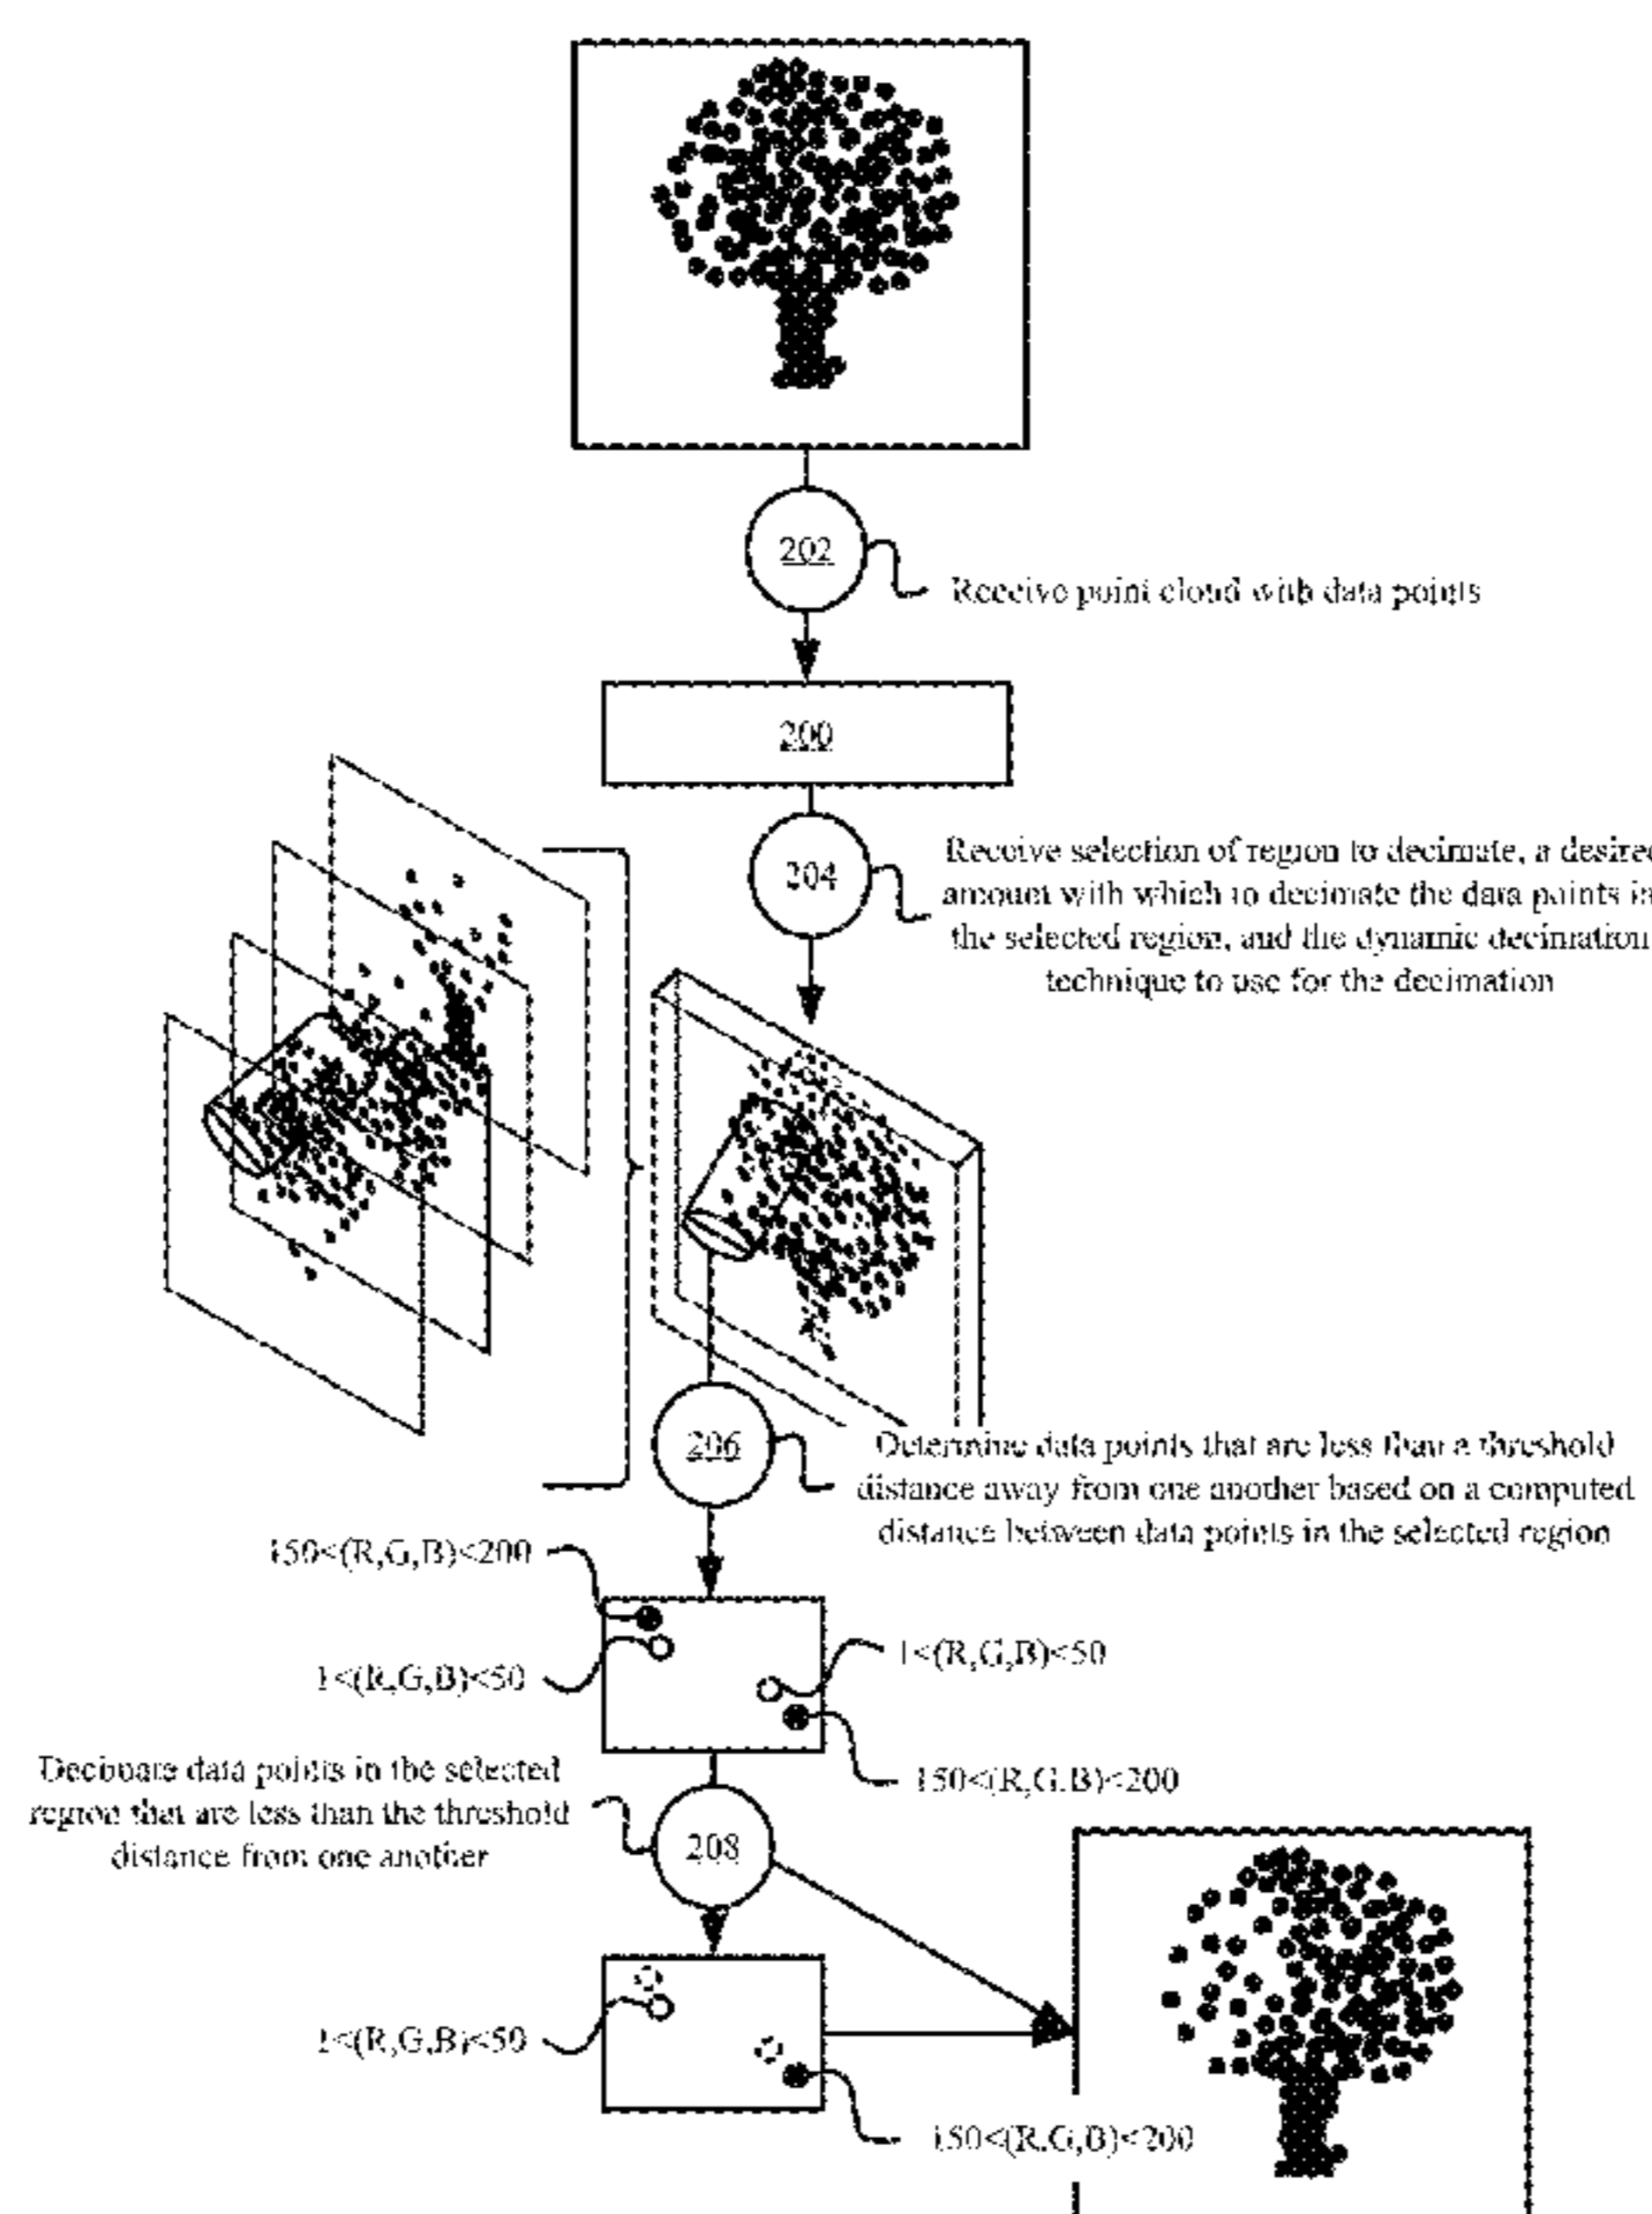 202
Receive point cloud with data points
200
204
Receive selection of region to decimate, a desired
amount with which to decimate the data points in
the selected region, and the dynamic decimation
technique to use for the decimation
206
Determine data points that are less than a threshold
distance away from one another based on a computed
distance between data points in the selected region
150<(R,G,B)<200
1<(R,G,B)<50
1<(R,G,B)<50
150<(R,G,B)<200
Decimate data points in the selected
region that are less than the threshold
distance from one another
208
1<(R,G,B)<50
150<(R,G,B)<200